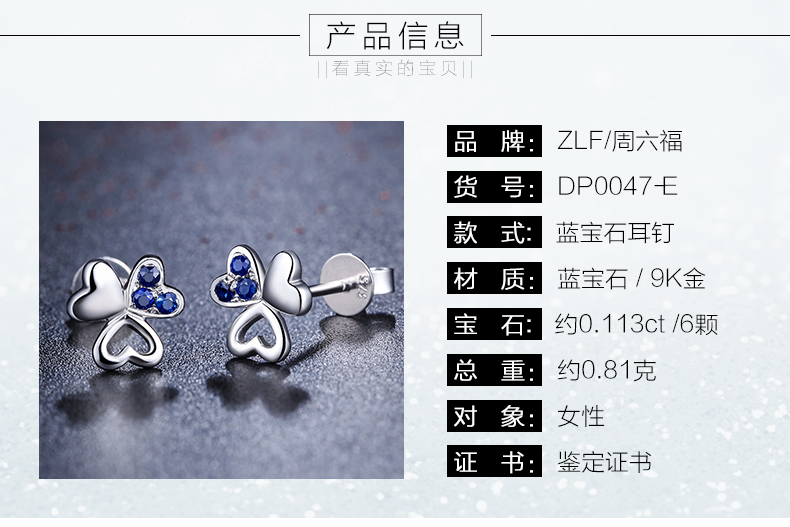 产品信息
||看真实的宝贝||
品 牌: ZLF/周六福
货 号: DP0047-E
款 式: 蓝宝石耳钉
材 质: 蓝宝石 / 9K金
宝 石: 约0.113ct /6颗
总 重: 约0.81克
对 象: 女性
证 书: 鉴定证书